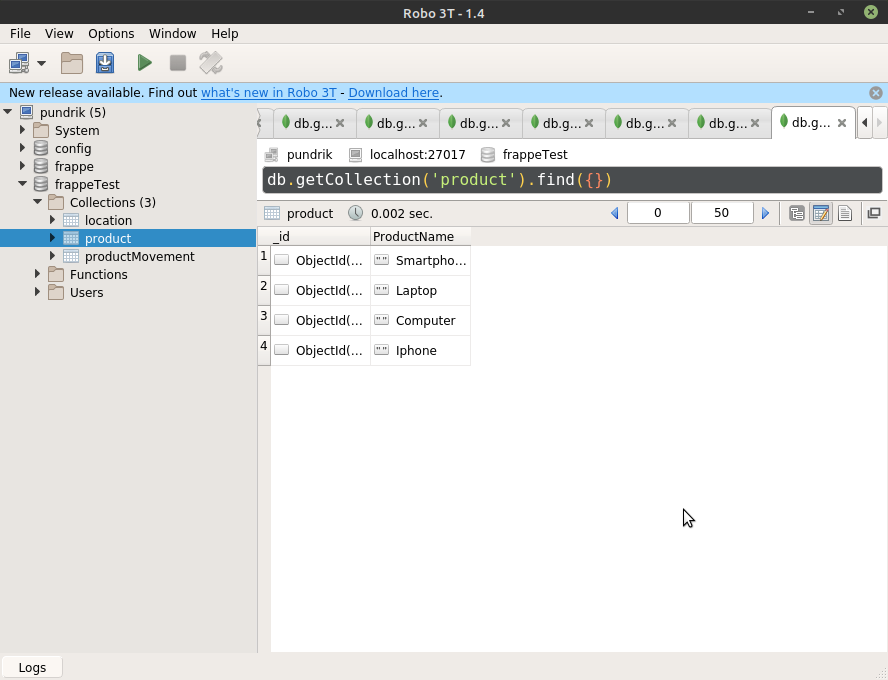 Robo 3T - 1.4
File View Options Window Help
New release available. Find out what's new in Robo 3T - Download here.
pundrik (5)
System
config
frappe
frappeTest
Collections (3)
location
product
productMovement
Functions
Users
db.g... db.g... db.g... db.g... db.g... db.g... db.g...
pundrik localhost:27017 frappeTest
db.getCollection('product').find({})
product 0.002 sec. 0 50
_id ProductName
1 ObjectId(... Smartpho...
2 ObjectId(... Laptop
3 ObjectId(... Computer
4 ObjectId(... Iphone
Logs